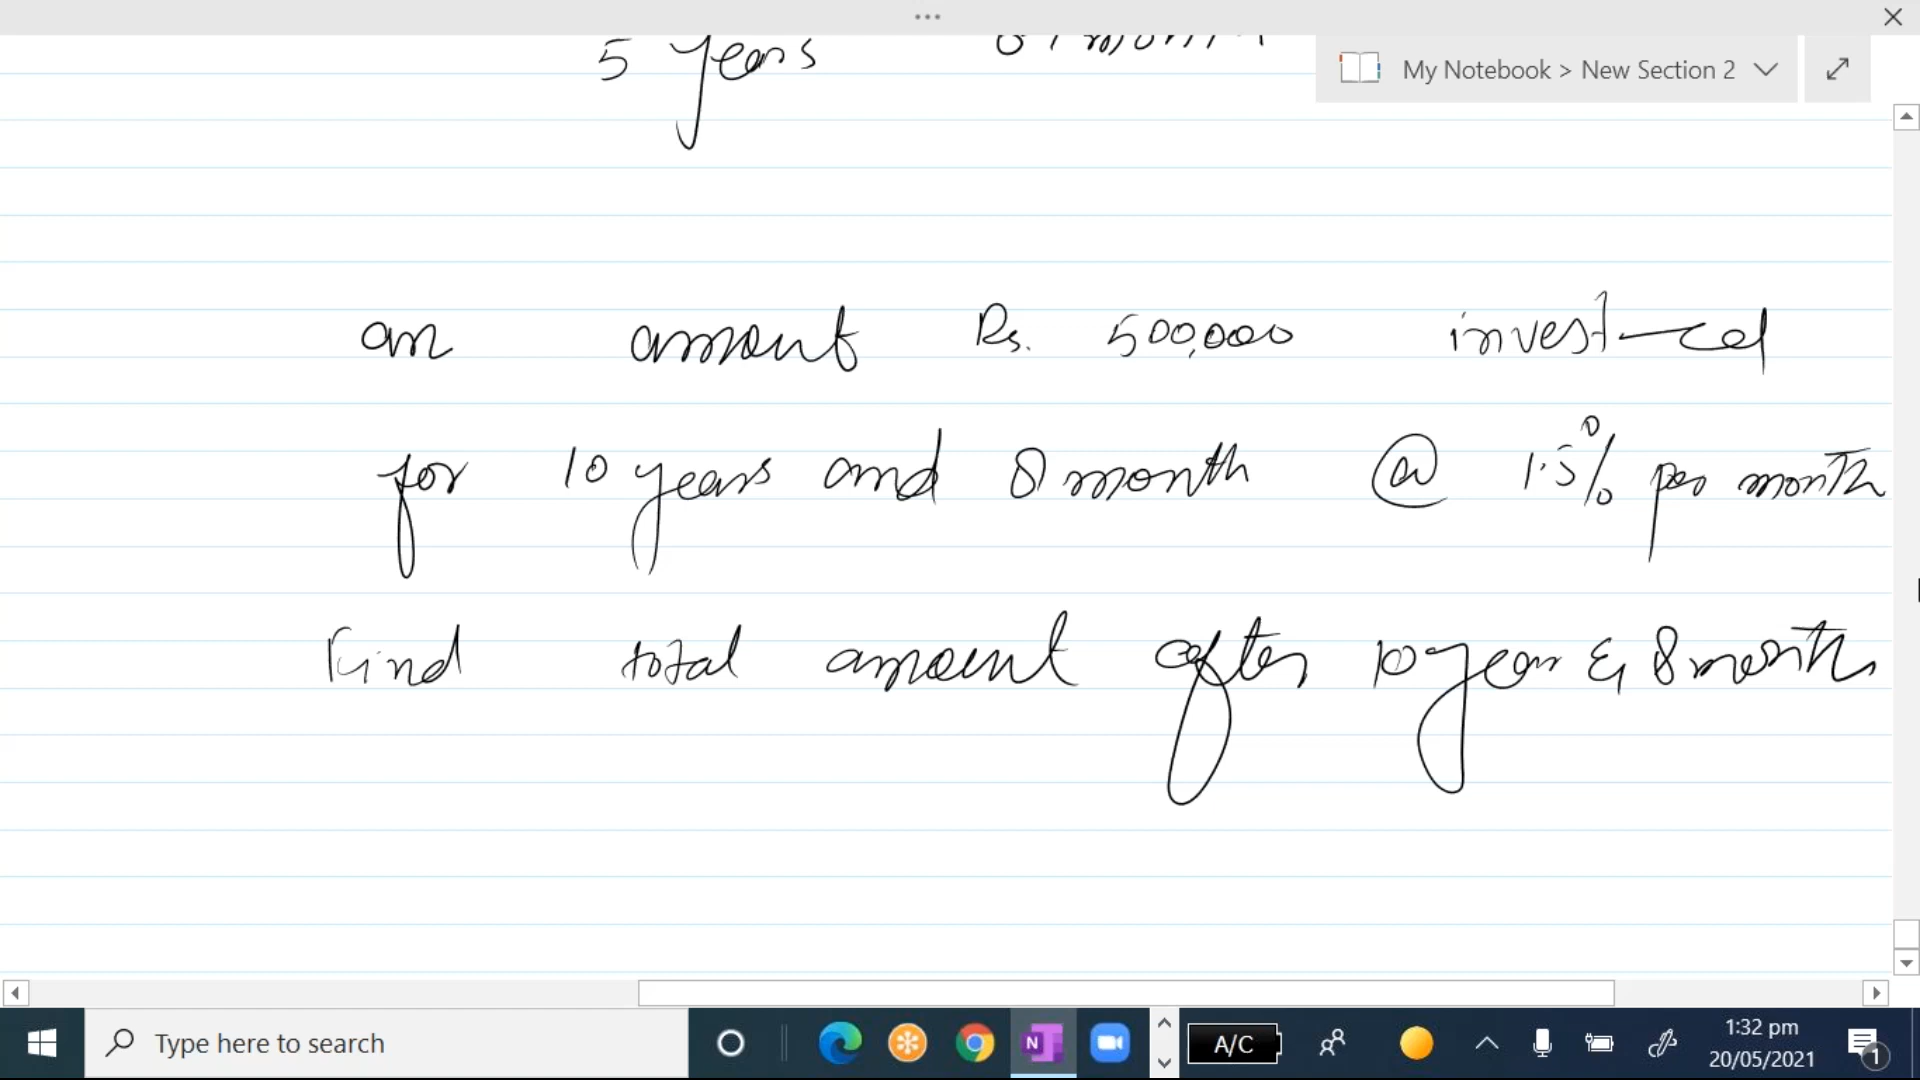 5 years
My Notebook > New Section 2
an amount Rs. 500,000 invested
for 10 years and 8 month @ 1.5% per month
Find total amount after 10 year & 8 month
Type here to search
A/C
1:32 pm
20/05/2021
1